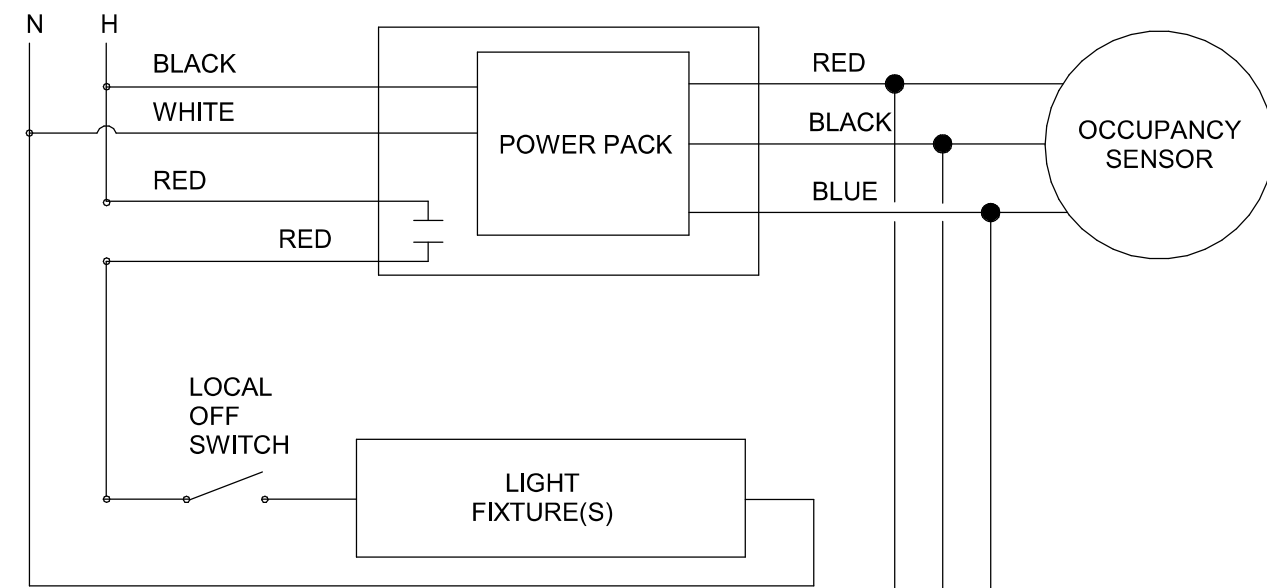 N
H
BLACK
WHITE
RED
RED
POWER PACK
RED
BLACK
BLUE
OCCUPANCY
SENSOR
LOCAL
OFF
SWITCH
LIGHT
FIXTURE(S)